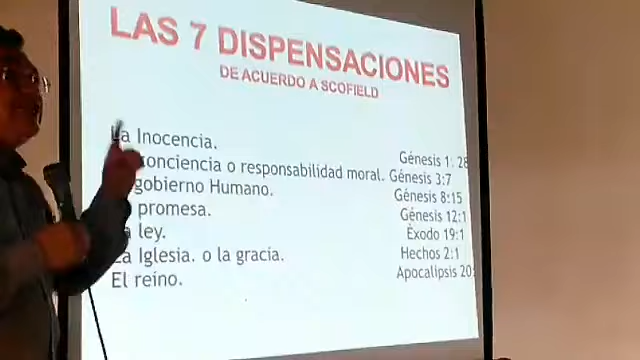 LAS 7 DISPENSACIONES
DE ACUERDO A SCOFIELD
La Inocencia. Génesis 1: 28
conciencia o responsabilidad moral. Génesis 3:7
gobierno Humano. Génesis 8:15
promesa. Génesis 12:1
ley. Éxodo 19:1
La Iglesia. o la gracia. Hechos 2:1
El reino. Apocalipsis 20: